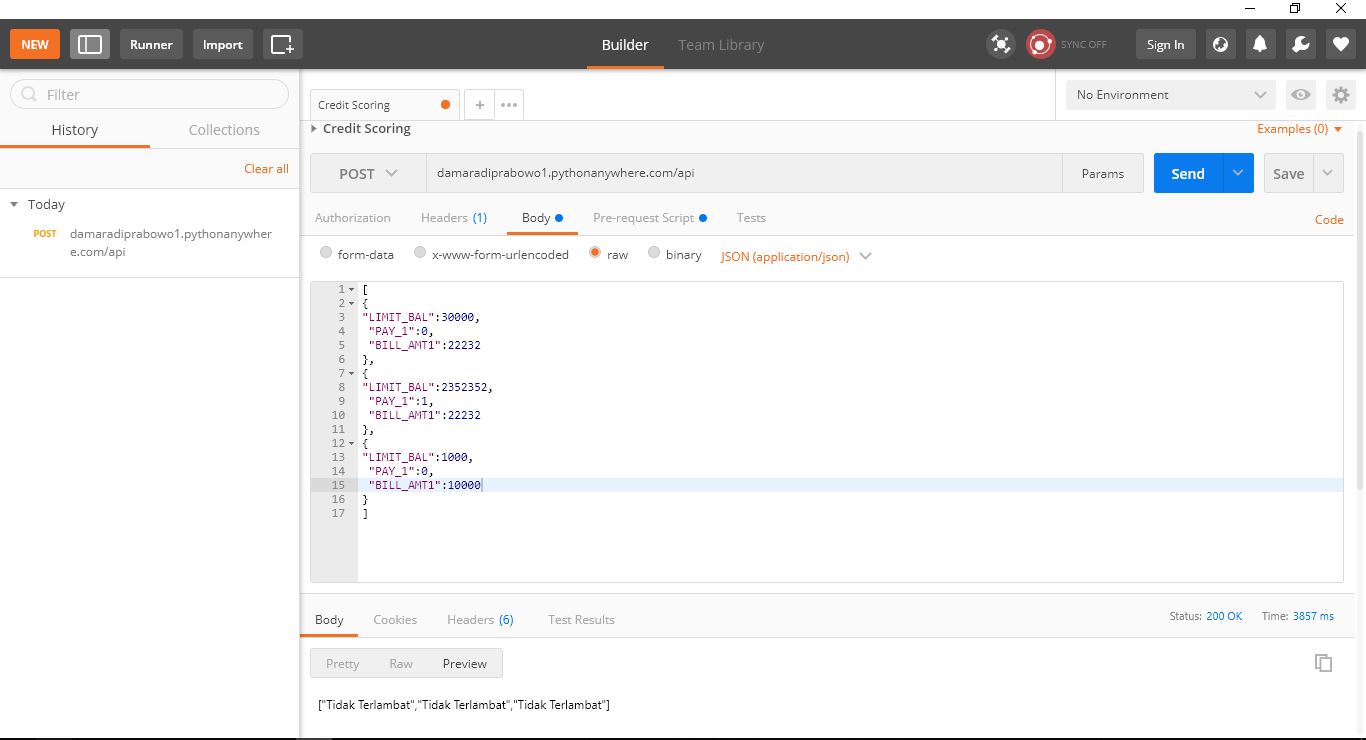 NEW Runner Import Builder Team Library SYNC OFF Sign In
Filter
History Collections
Clear all
Today
POST damaradiprabowo1.pythonanywher
e.com/api
Credit Scoring + ••• No Environment
Credit Scoring Examples (0)
POST damaradiprabowo1.pythonanywhere.com/api Params Send Save
Authorization Headers (1) Body Pre-request Script Tests Code
form-data x-www-form-urlencoded raw binary JSON (application/json)
1 [
2 {
3 "LIMIT_BAL":30000,
4 "PAY_1":0,
5 "BILL_AMT1":22232
6 },
7 {
8 "LIMIT_BAL":2352352,
9 "PAY_1":1,
10 "BILL_AMT1":22232
11 },
12 {
13 "LIMIT_BAL":1000,
14 "PAY_1":0,
15 "BILL_AMT1":10000
16 }
17 ]
Body Cookies Headers (6) Test Results Status: 200 OK Time: 3857 ms
Pretty Raw Preview
["Tidak Terlambat","Tidak Terlambat","Tidak Terlambat"]